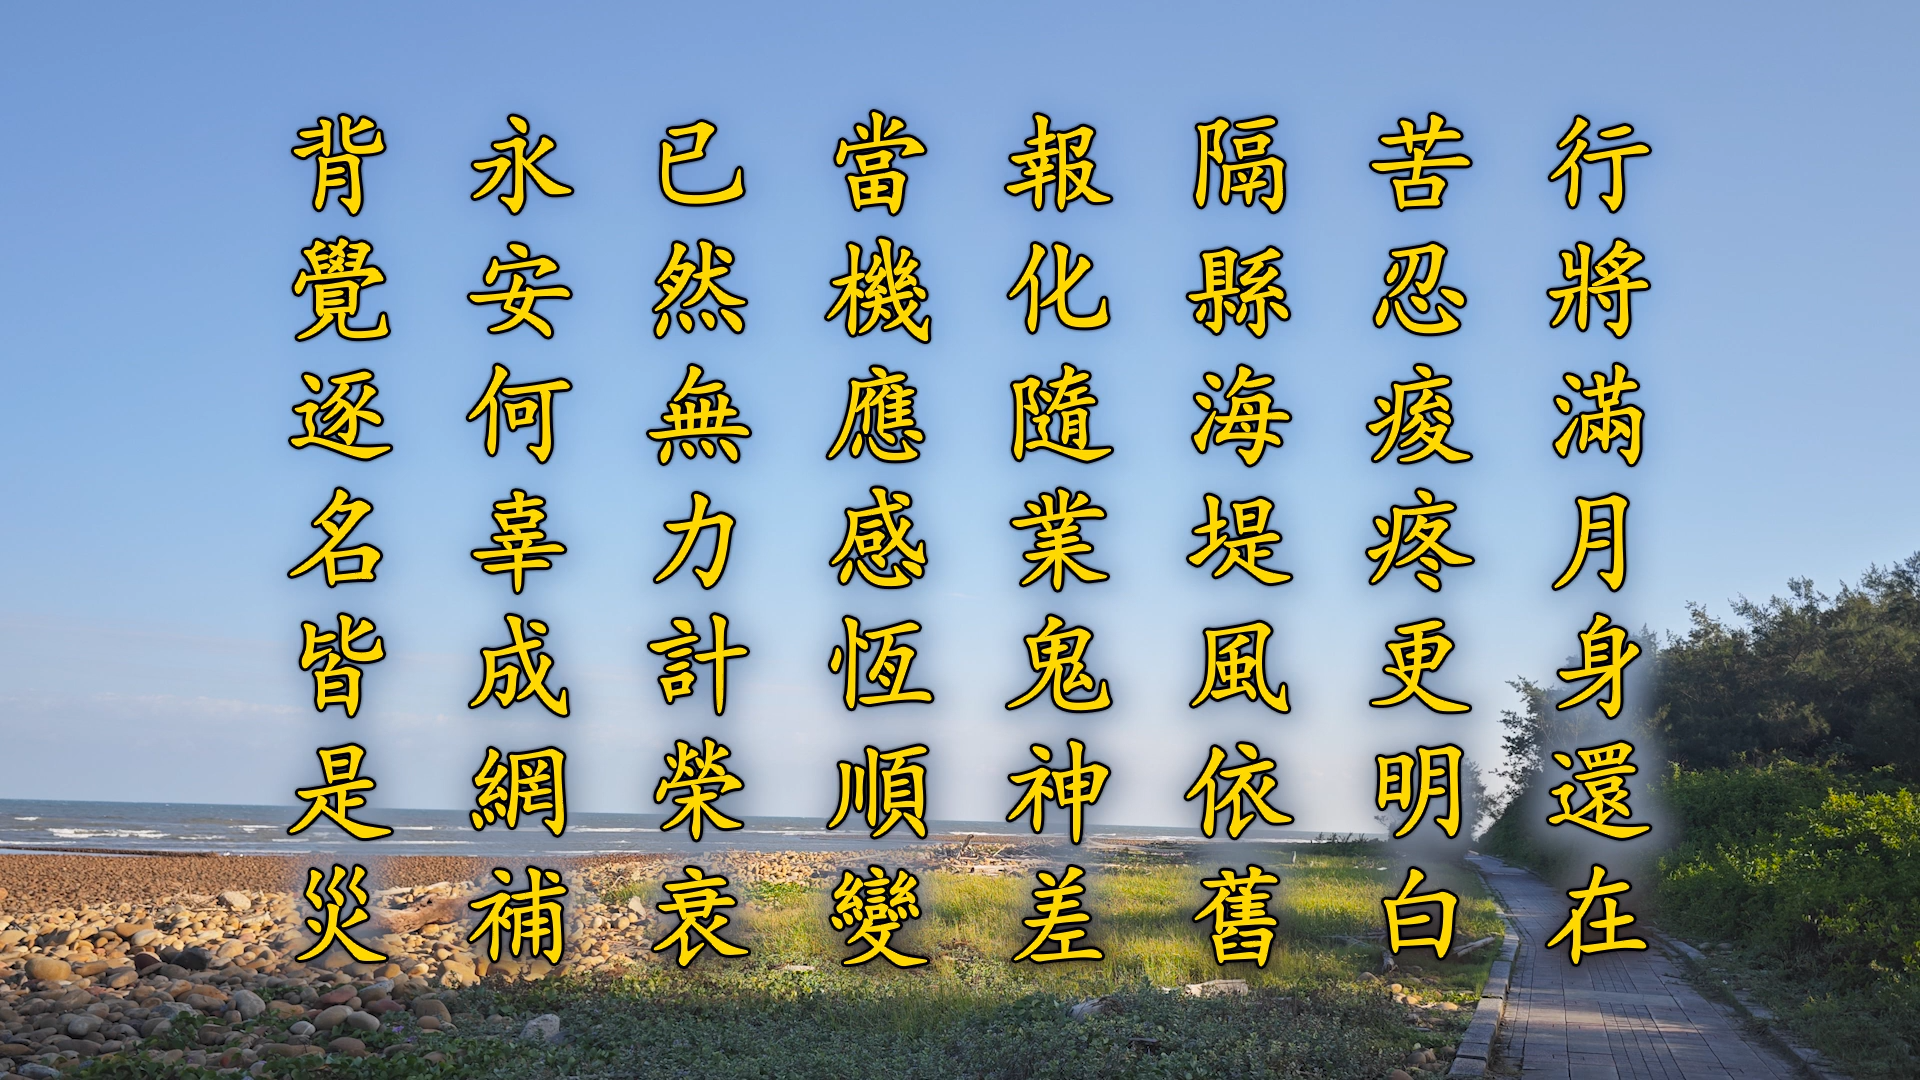 行將滿月身還在
苦忍痠疼更明白
隔縣海堤風依舊
報化隨業鬼神差
當機應感恆順變
已然無力計榮衰
永安何辜成網補
背覺逐名皆是災